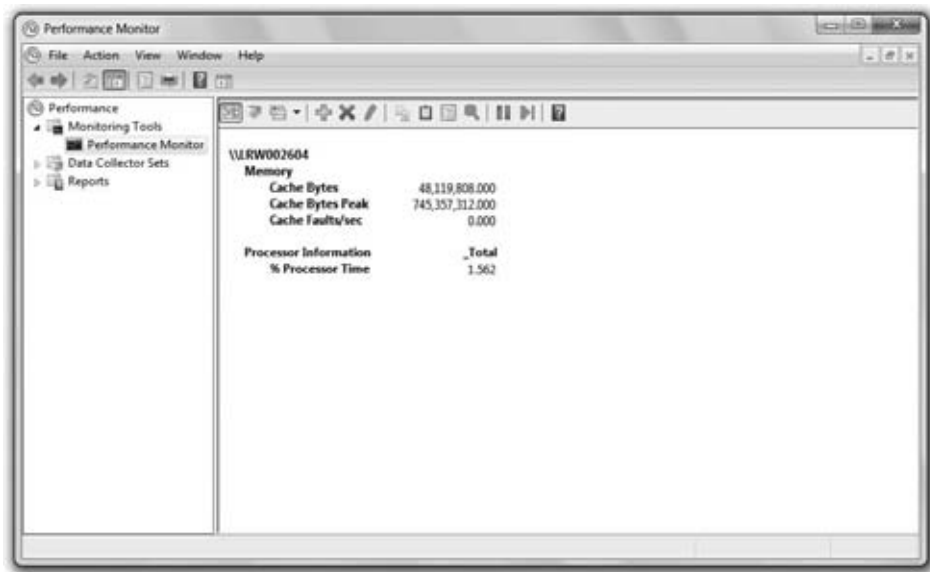 Performance Monitor
File Action View Window Help
Performance
Monitoring Tools
Performance Monitor
Data Collector Sets
Reports
\\LRW002604
Memory
Cache Bytes 48,119,808.000
Cache Bytes Peak 745,357,312.000
Cache Faults/sec 0.000
Processor Information _Total
% Processor Time 1.562